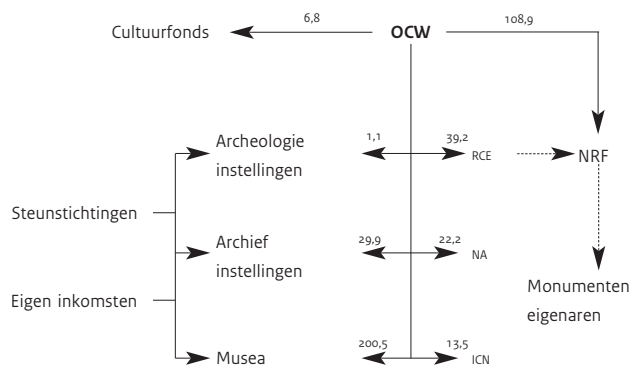 Cultuurfonds
6,8
OCW
108,9
Archeologie
instellingen
1,1
39,2
RCE
NRF
Steunstichtingen
Archief
instellingen
29,9
22,2
NA
Eigen inkomsten
Monumenten
eigenaren
Musea
200,5
13,5
ICN